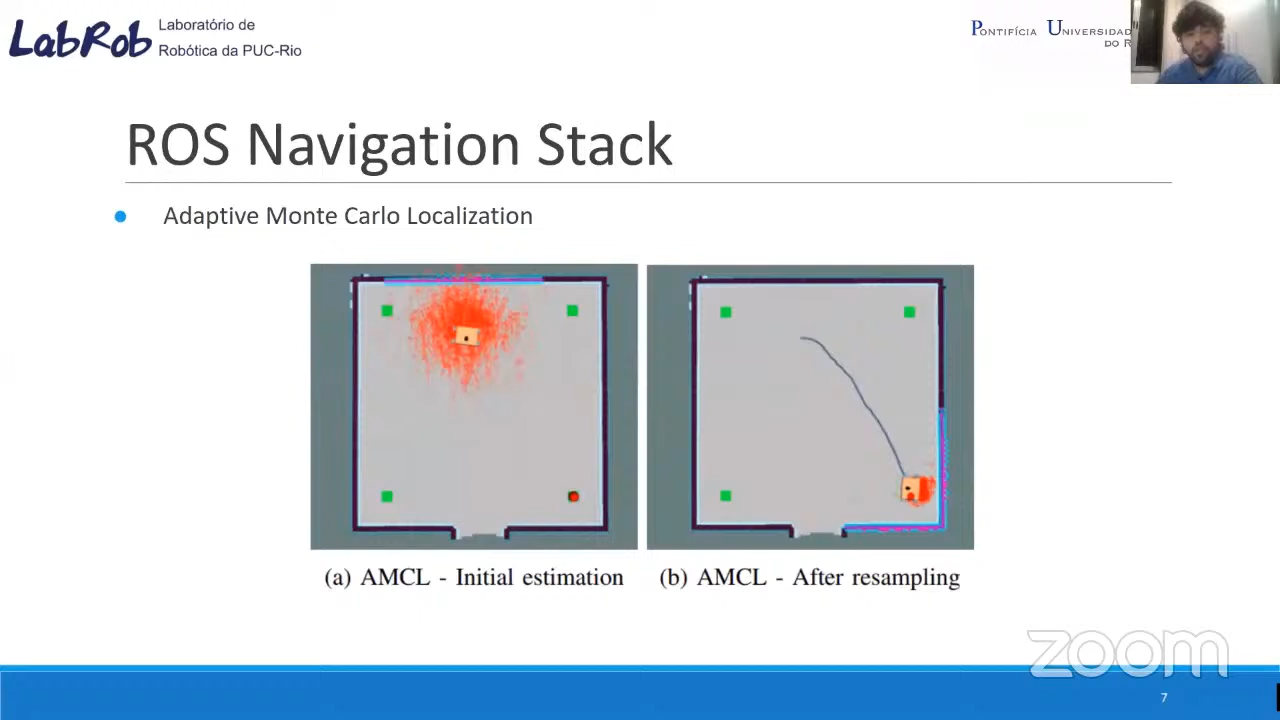 LabRob
Laboratório de
Robótica da PUC-Rio
PONTIFÍCIA UNIVERSIDAD
DO R
ROS Navigation Stack
Adaptive Monte Carlo Localization
(a) AMCL - Initial estimation
(b) AMCL - After resampling
zoom
7